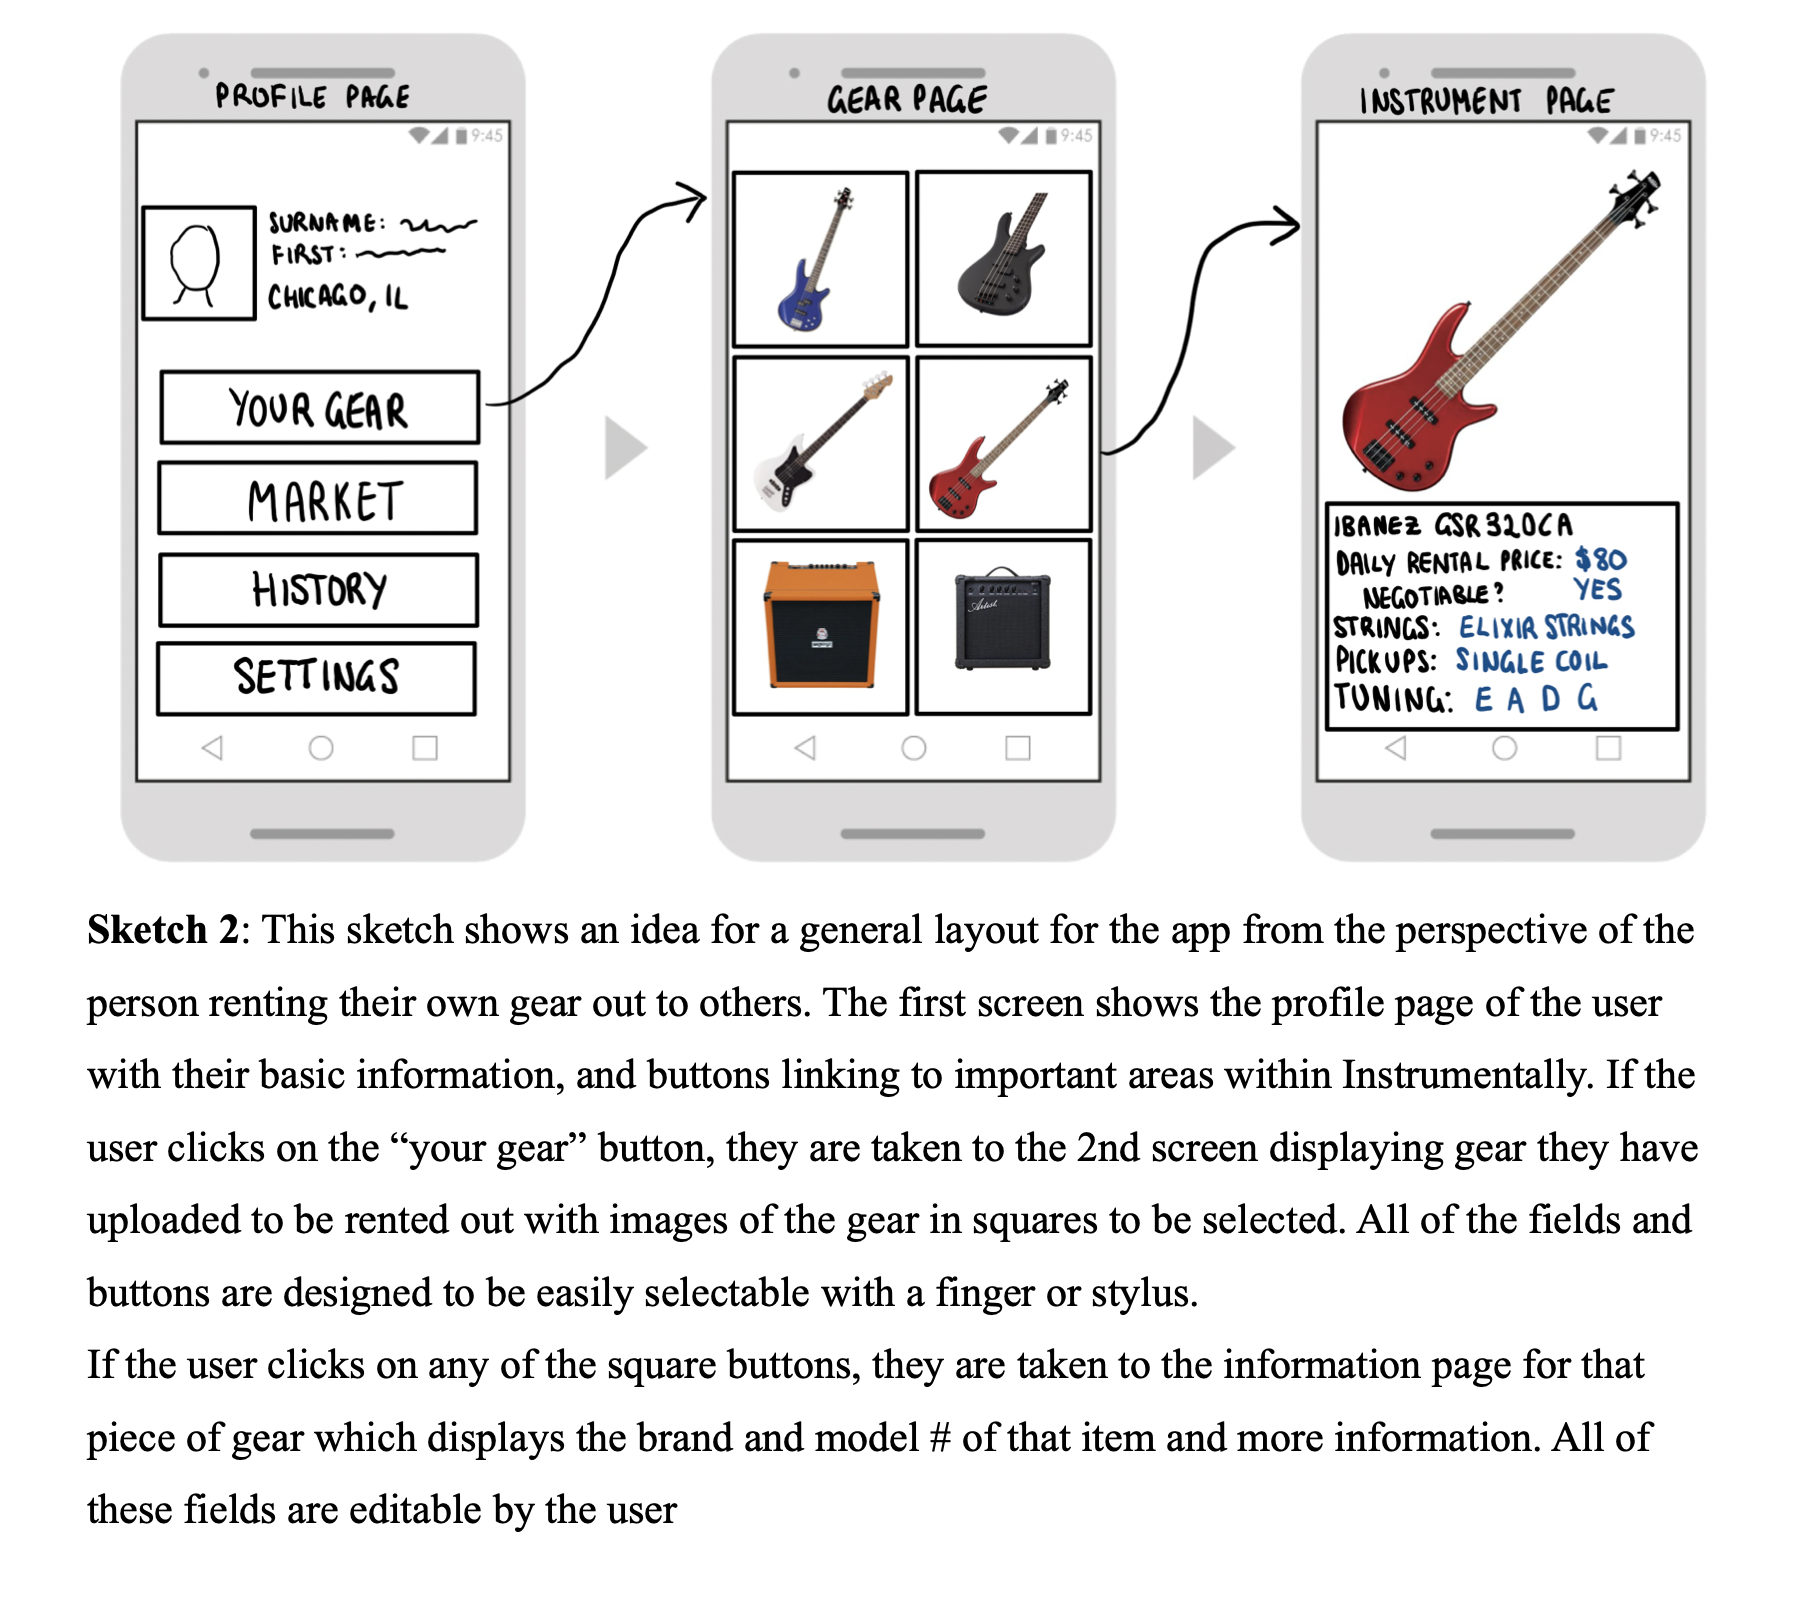 PROFILE PAGE
9:45
SURNAME:
FIRST:
CHICAGO, IL
YOUR GEAR
MARKET
HISTORY
SETTINGS
GEAR PAGE
9:45
Artist
INSTRUMENT PAGE
9:45
IBANEZ GSR320CA
DAILY RENTAL PRICE: $80
NEGOTIABLE? YES
STRINGS: ELIXIR STRINGS
PICKUPS: SINGLE COIL
TUNING: E A D G
Sketch 2: This sketch shows an idea for a general layout for the app from the perspective of the
person renting their own gear out to others. The first screen shows the profile page of the user
with their basic information, and buttons linking to important areas within Instrumentally. If the
user clicks on the “your gear” button, they are taken to the 2nd screen displaying gear they have
uploaded to be rented out with images of the gear in squares to be selected. All of the fields and
buttons are designed to be easily selectable with a finger or stylus.
If the user clicks on any of the square buttons, they are taken to the information page for that
piece of gear which displays the brand and model # of that item and more information. All of
these fields are editable by the user